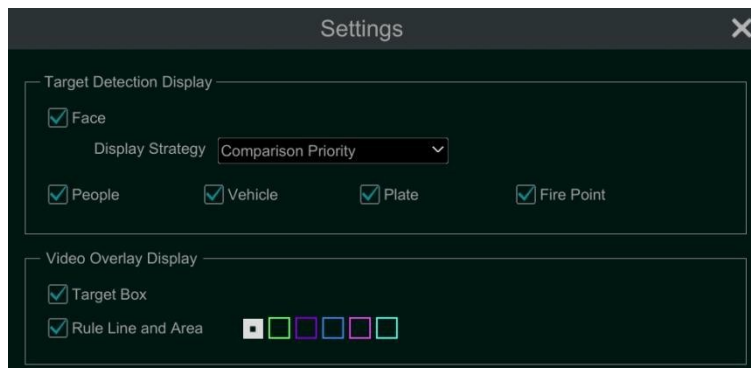 Settings
Target Detection Display
Face
Display Strategy Comparison Priority
People Vehicle Plate Fire Point
Video Overlay Display
Target Box
Rule Line and Area